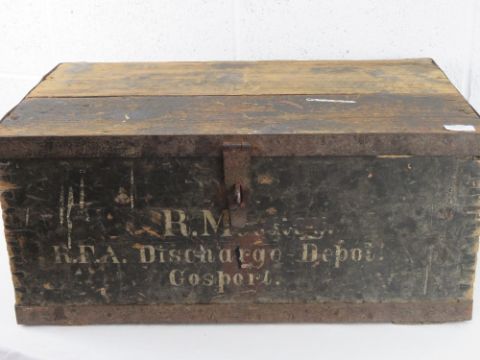 R.M.
R.F.A. Discharge Depot.
Gosport.